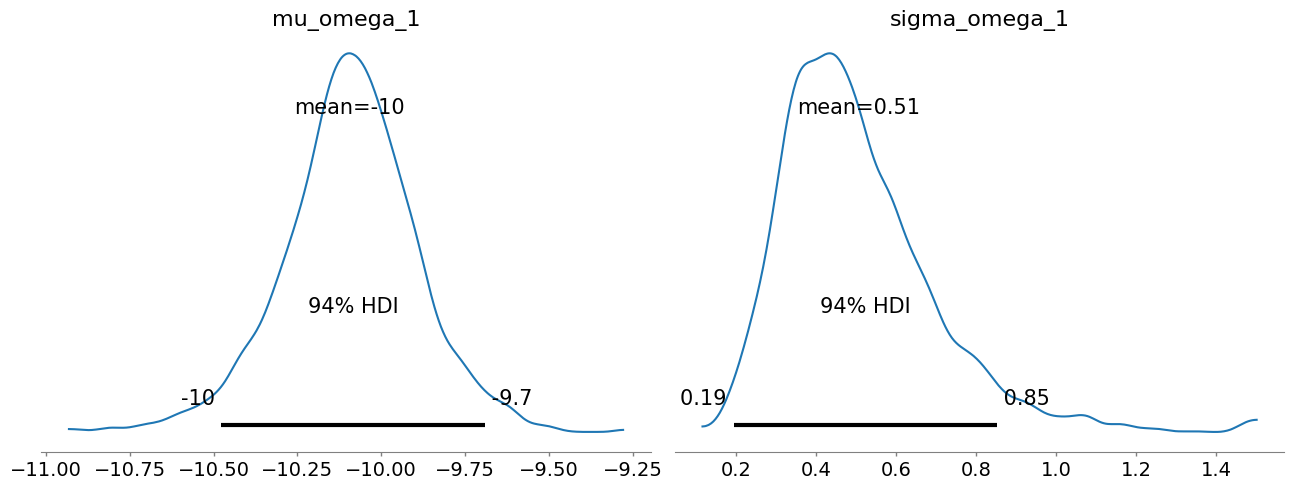 mu_omega_1
mean=-10
94% HDI
-10
-9.7
−11.00 −10.75 −10.50 −10.25 −10.00 −9.75 −9.50 −9.25
sigma_omega_1
mean=0.51
94% HDI
0.19
0.85
0.2 0.4 0.6 0.8 1.0 1.2 1.4